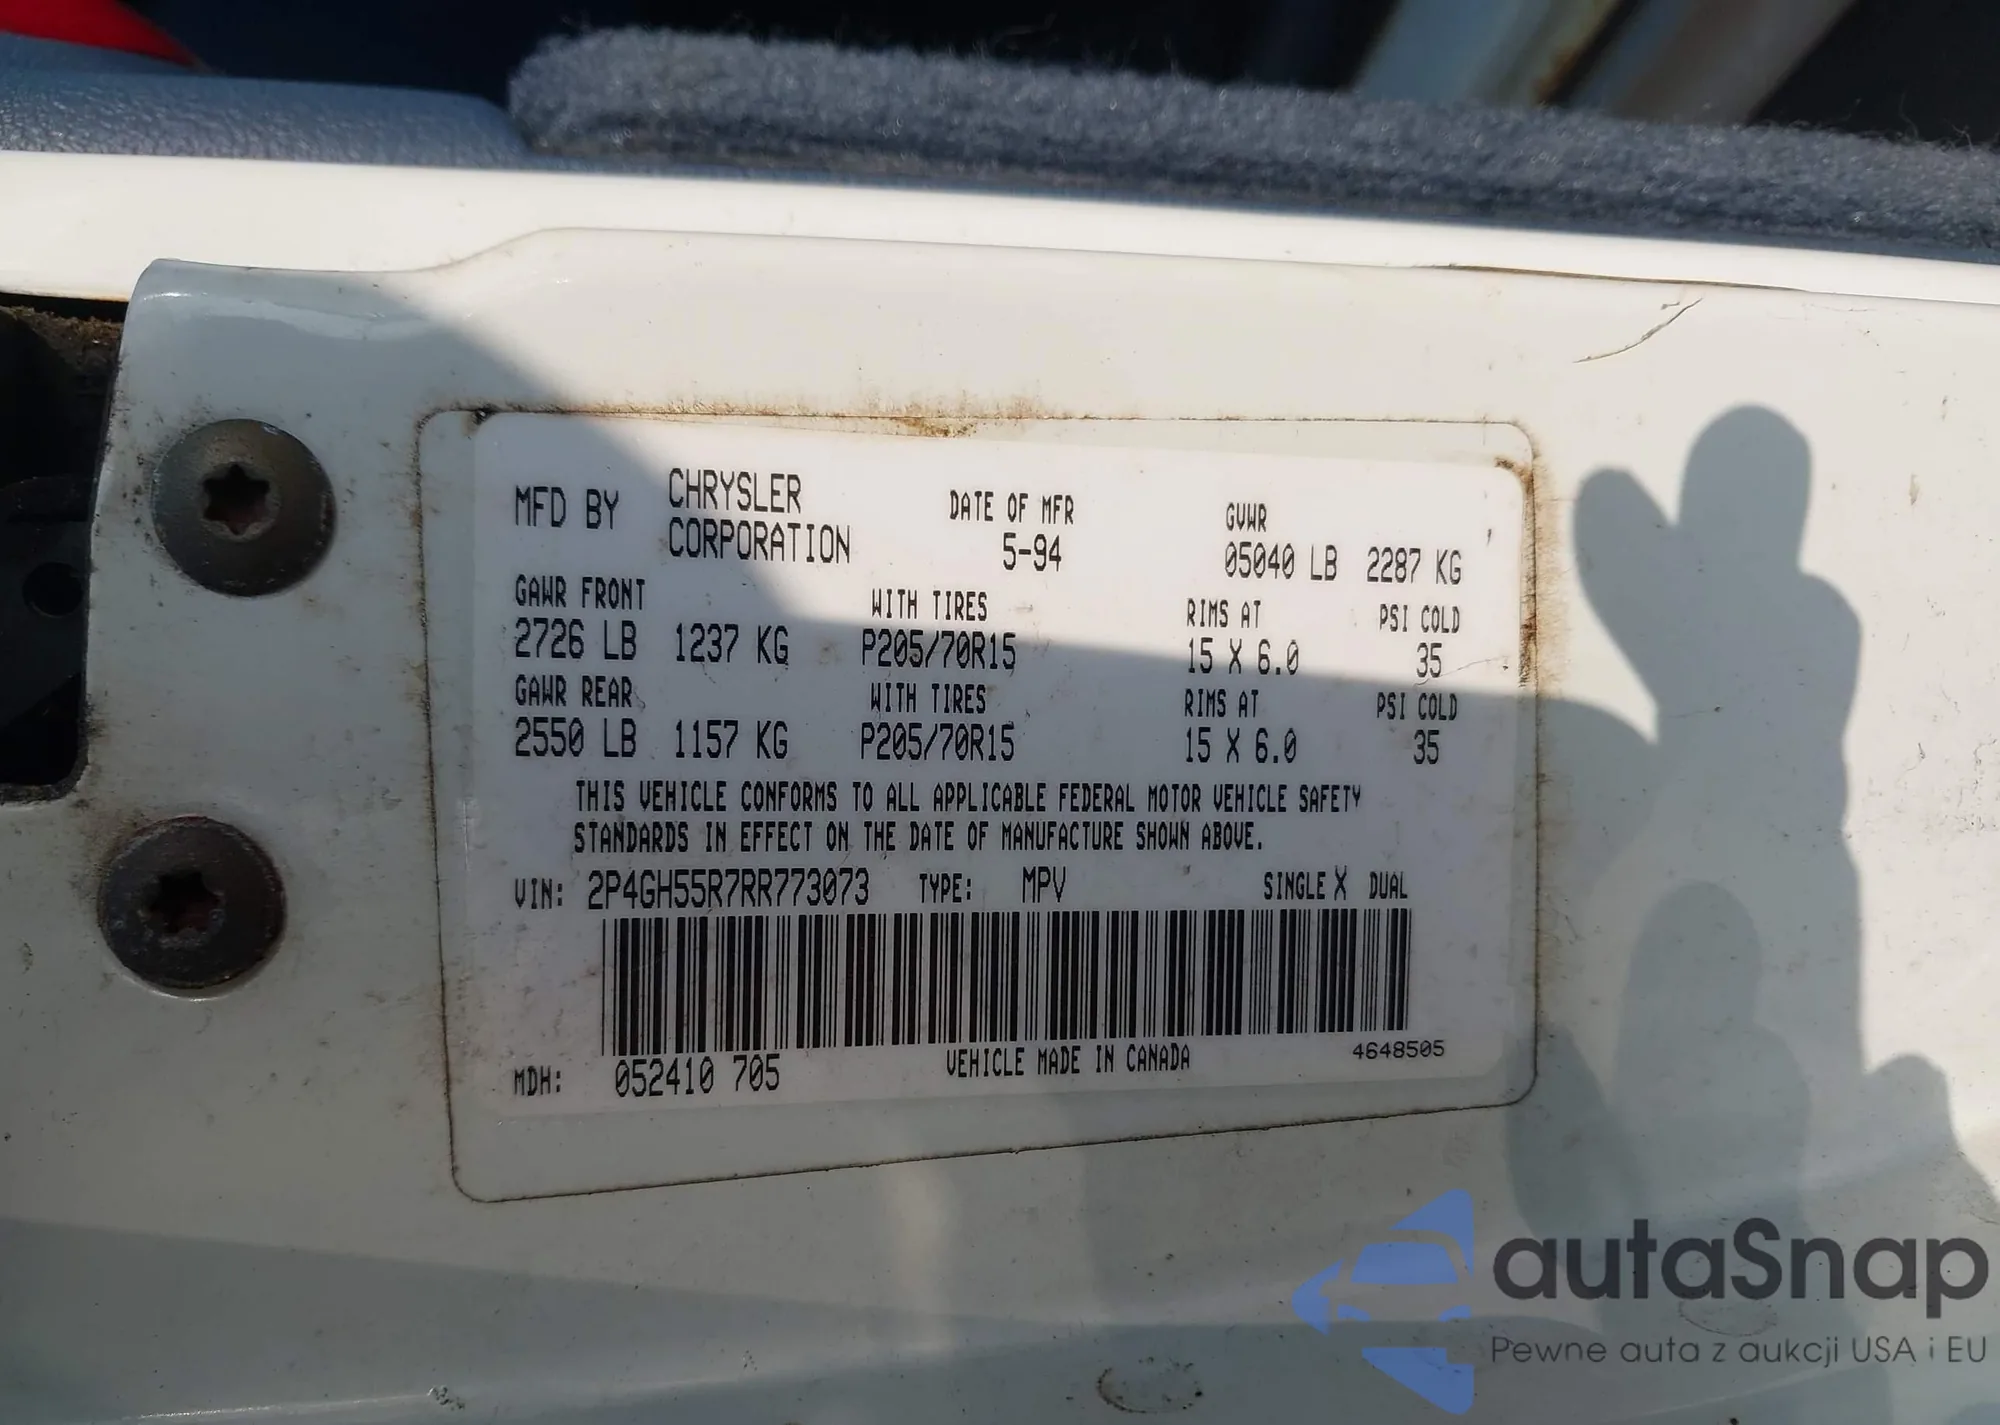 MFD BY CHRYSLER CORPORATION DATE OF MFR 5-94 GVWR 05040 LB 2287 KG
GAWR FRONT WITH TIRES RIMS AT PSI COLD
2726 LB 1237 KG P205/70R15 15 X 6.0 35
GAWR REAR WITH TIRES RIMS AT PSI COLD
2550 LB 1157 KG P205/70R15 15 X 6.0 35
THIS VEHICLE CONFORMS TO ALL APPLICABLE FEDERAL MOTOR VEHICLE SAFETY
STANDARDS IN EFFECT ON THE DATE OF MANUFACTURE SHOWN ABOVE.
VIN: 2P4GH55R7RR773073 TYPE: MPV SINGLE X DUAL
MDH: 052410 705 VEHICLE MADE IN CANADA 4648505
autaSnap
Pewne auta z aukcji USA i EU